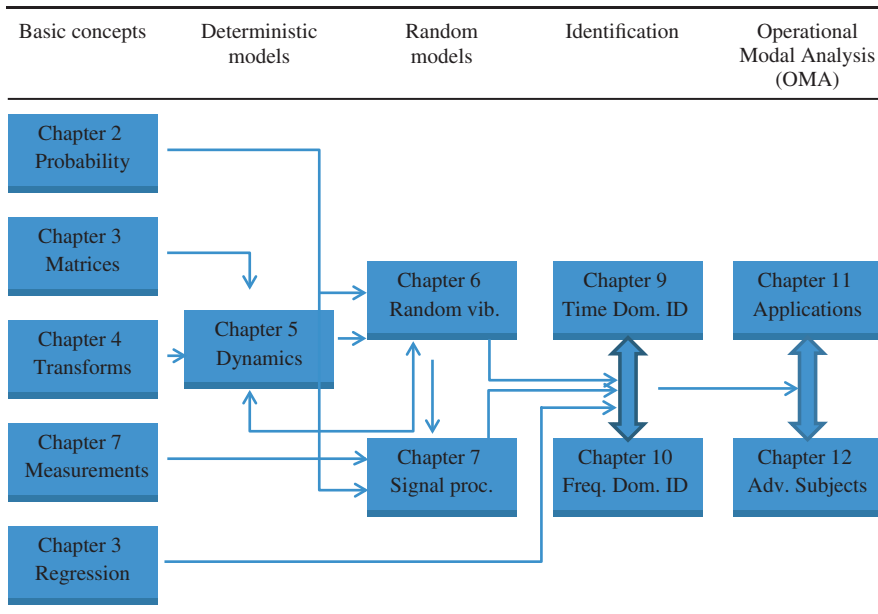 Basic concepts
Deterministic
models
Random
models
Identification
Operational
Modal Analysis
(OMA)
Chapter 2
Probability
Chapter 3
Matrices
Chapter 4
Transforms
Chapter 7
Measurements
Chapter 3
Regression
Chapter 5
Dynamics
Chapter 6
Random vib.
Chapter 7
Signal proc.
Chapter 9
Time Dom. ID
Chapter 10
Freq. Dom. ID
Chapter 11
Applications
Chapter 12
Adv. Subjects